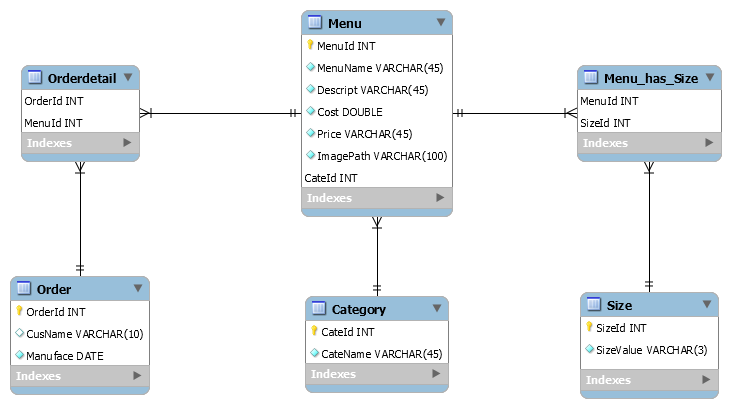 Menu
MenuId INT
MenuName VARCHAR(45)
Descript VARCHAR(45)
Cost DOUBLE
Price VARCHAR(45)
ImagePath VARCHAR(100)
CateId INT
Indexes
Orderdetail
OrderId INT
MenuId INT
Indexes
Menu_has_Size
MenuId INT
SizeId INT
Indexes
Order
OrderId INT
CusName VARCHAR(10)
Manuface DATE
Indexes
Category
CateId INT
CateName VARCHAR(45)
Indexes
Size
SizeId INT
SizeValue VARCHAR(3)
Indexes